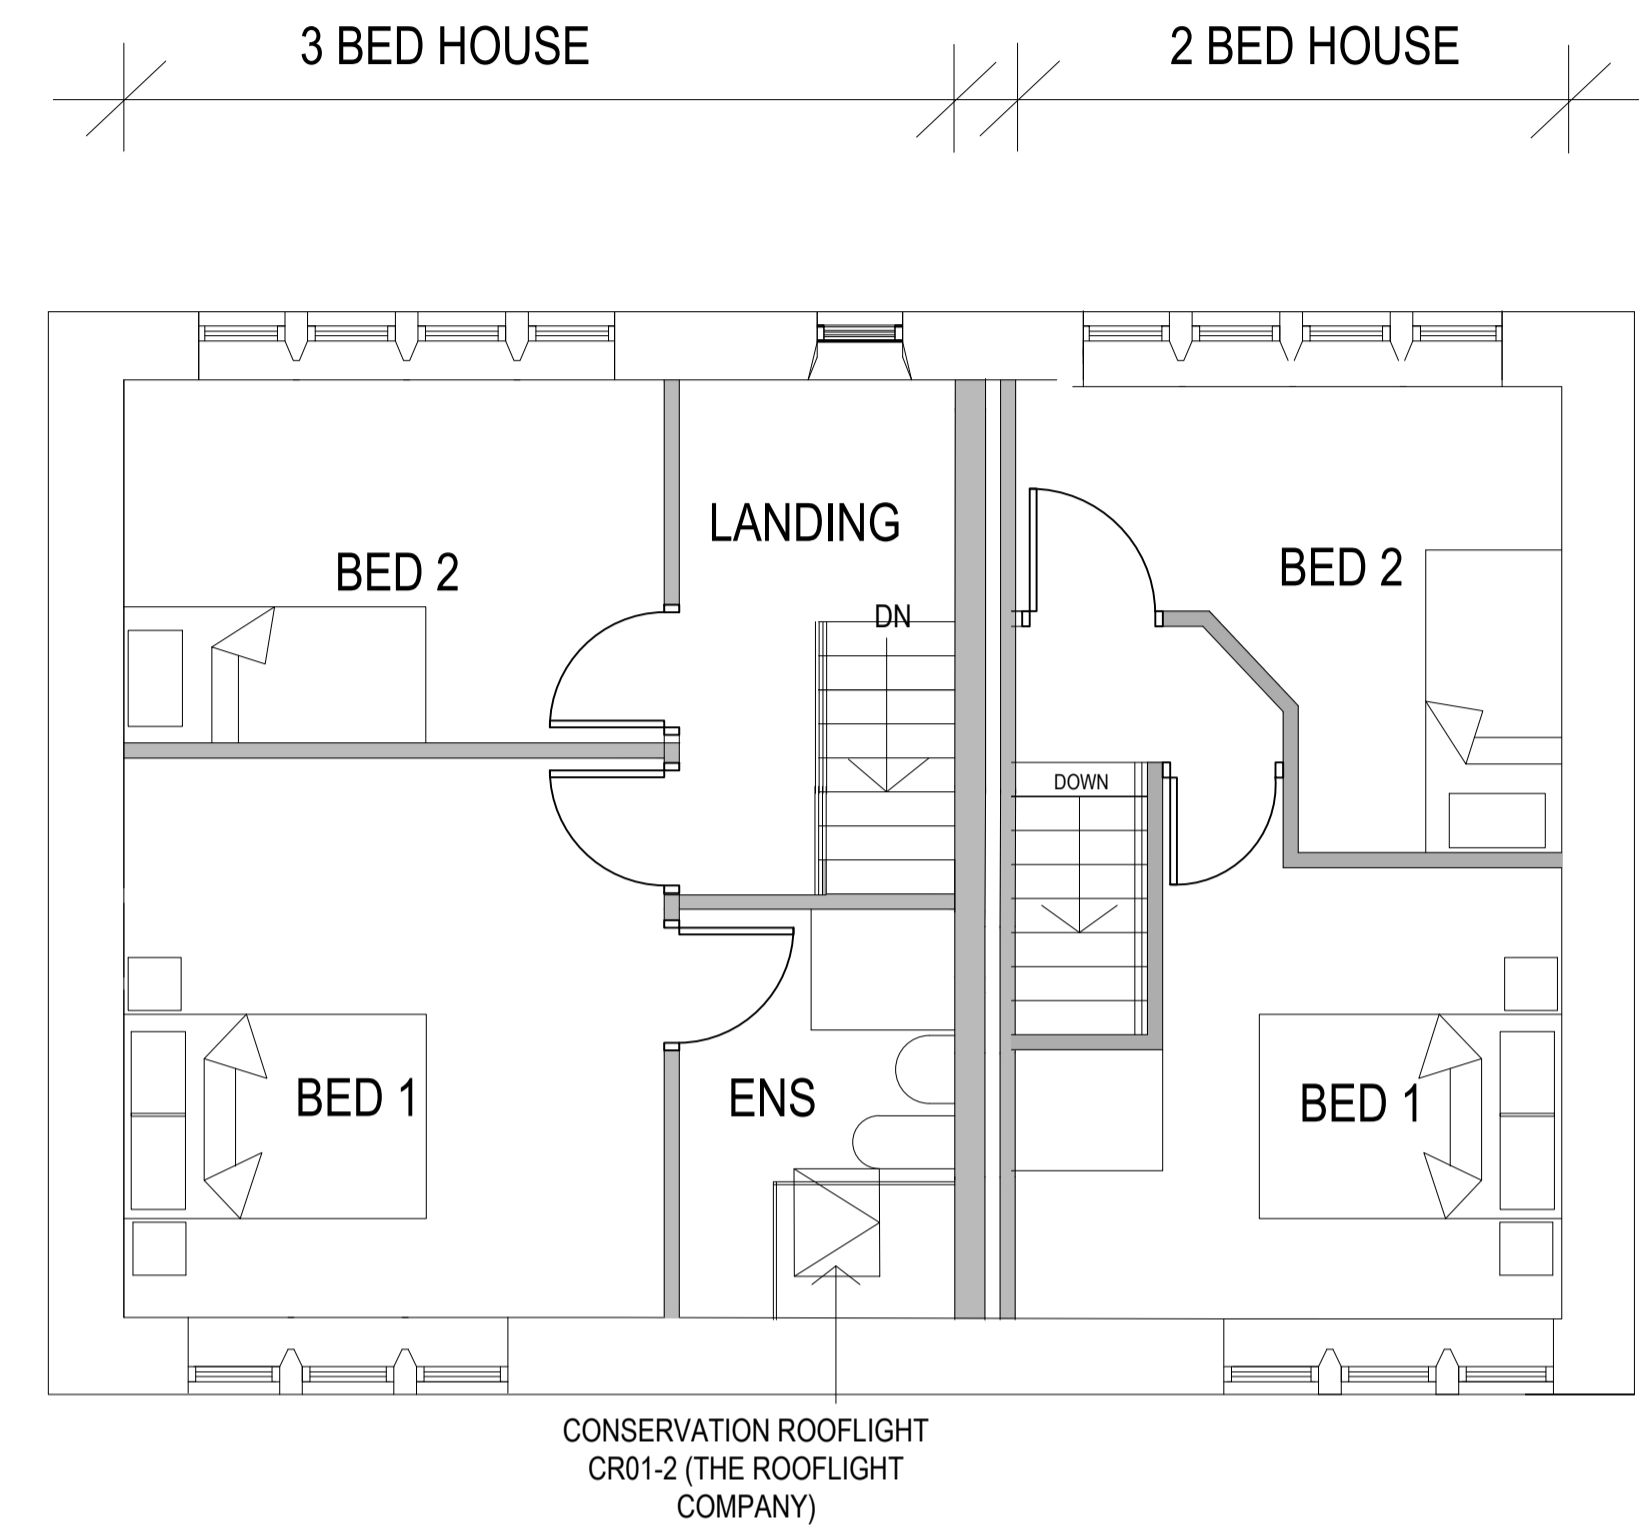 3 BED HOUSE
2 BED HOUSE
LANDING
BED 2
BED 2
DN
DOWN
BED 1
ENS
BED 1
CONSERVATION ROOFLIGHT
CR01-2 (THE ROOFLIGHT
COMPANY)